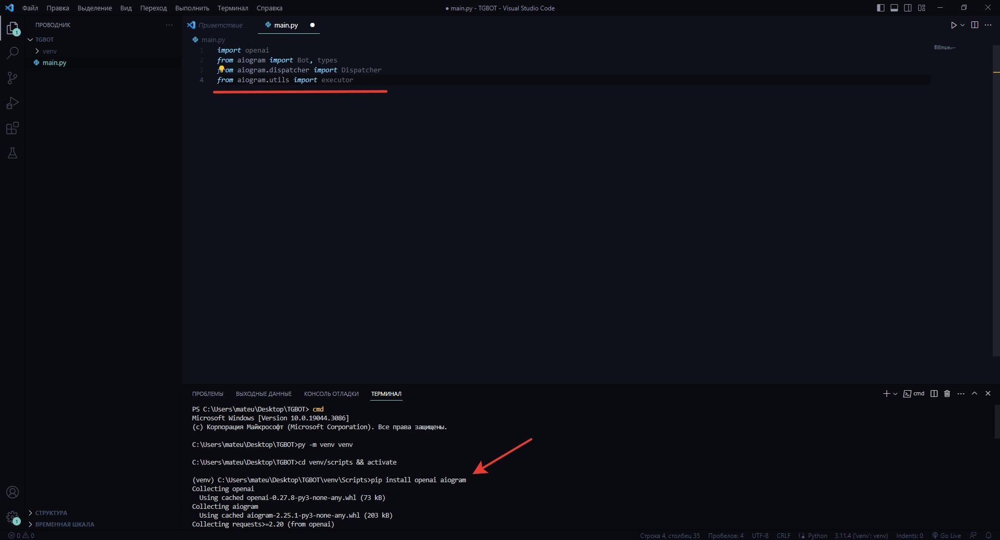 Файл Правка Выделение Вид Переход Выполнить Терминал Справка
● main.py - TGBOT - Visual Studio Code
ПРОВОДНИК
TGBOT
venv
main.py
СТРУКТУРА
ВРЕМЕННАЯ ШКАЛА
1
1
Приветствие main.py
main.py
1 import openai
2 from aiogram import Bot, types
3 from aiogram.dispatcher import Dispatcher
4 from aiogram.utils import executor
ПРОБЛЕМЫ ВЫХОДНЫЕ ДАННЫЕ КОНСОЛЬ ОТЛАДКИ ТЕРМИНАЛ
cmd
PS C:\Users\mateu\Desktop\TGBOT> cmd
Microsoft Windows [Version 10.0.19044.3086]
(c) Корпорация Майкрософт (Microsoft Corporation). Все права защищены.
C:\Users\mateu\Desktop\TGBOT>py -m venv venv
C:\Users\mateu\Desktop\TGBOT>cd venv/scripts && activate
(venv) C:\Users\mateu\Desktop\TGBOT\venv\Scripts>pip install openai aiogram
Collecting openai
Using cached openai-0.27.8-py3-none-any.whl (73 kB)
Collecting aiogram
Using cached aiogram-2.25.1-py3-none-any.whl (203 kB)
Collecting requests>=2.20 (from openai)
0 0
Строка 4, столбец 35 Пробелов: 4 UTF-8 CRLF Python 3.11.4 ('venv': venv) Indents: 0 Go Live